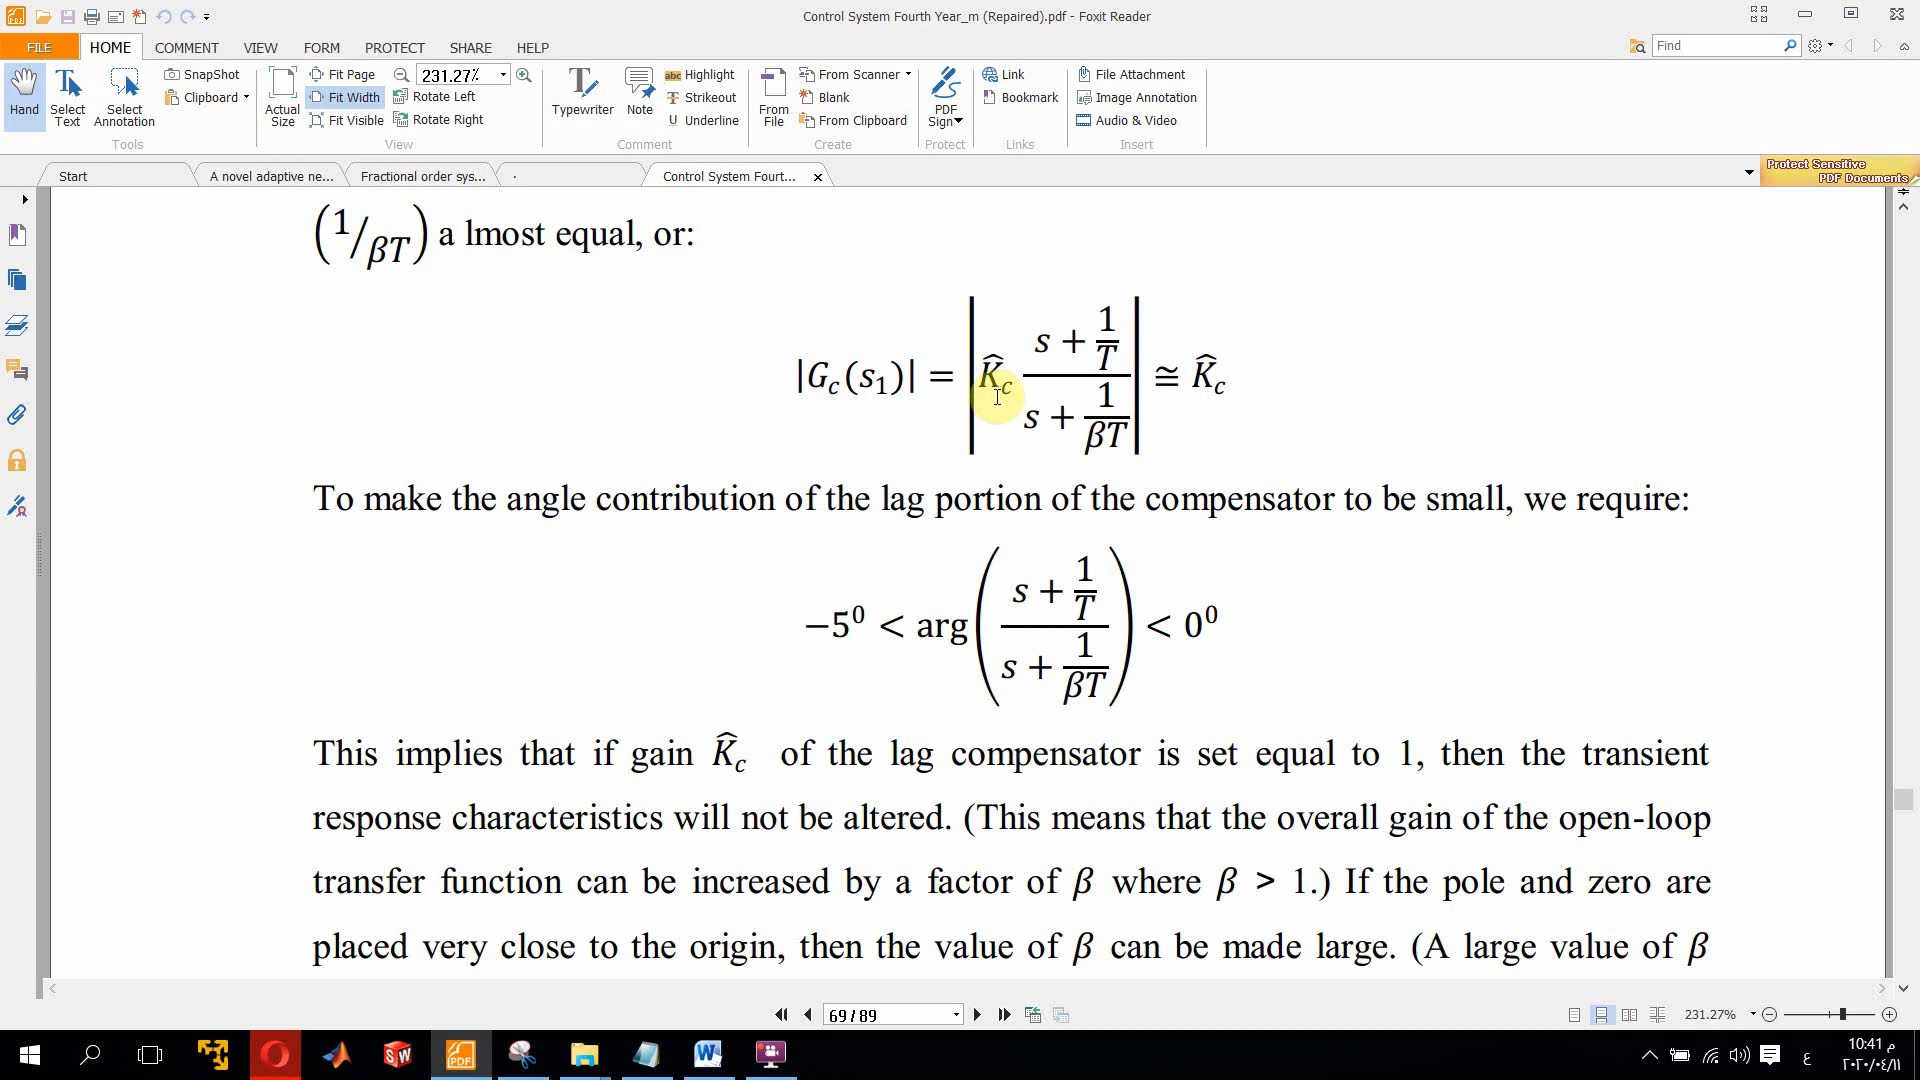 Control System Fourth Year_m (Repaired).pdf - Foxit Reader
FILE HOME COMMENT VIEW FORM PROTECT SHARE HELP Find
Hand Select Text Select Annotation SnapShot Clipboard Tools
Actual Size Fit Page Fit Width Fit Visible 231.27% Rotate Left Rotate Right View
Typewriter Note Highlight Strikeout Underline Comment
From File From Scanner Blank From Clipboard Create
PDF Sign Protect
Link Bookmark Links
File Attachment Image Annotation Audio & Video Insert
Start A novel adaptive ne... Fractional order sys... . Control System Fourt... Protect Sensitive PDF Documents
(1/βT) a lmost equal, or:
|G_c(s_1)| = |K̂_c (s + 1/T)/(s + 1/βT)| ≅ K̂_c
To make the angle contribution of the lag portion of the compensator to be small, we require:
−5⁰ < arg((s + 1/T)/(s + 1/βT)) < 0⁰
This implies that if gain K̂_c of the lag compensator is set equal to 1, then the transient
response characteristics will not be altered. (This means that the overall gain of the open-loop
transfer function can be increased by a factor of β where β > 1.) If the pole and zero are
placed very close to the origin, then the value of β can be made large. (A large value of β
69 / 89 231.27%
ع م 10:41
٢٠٢٠/٠٤/١١